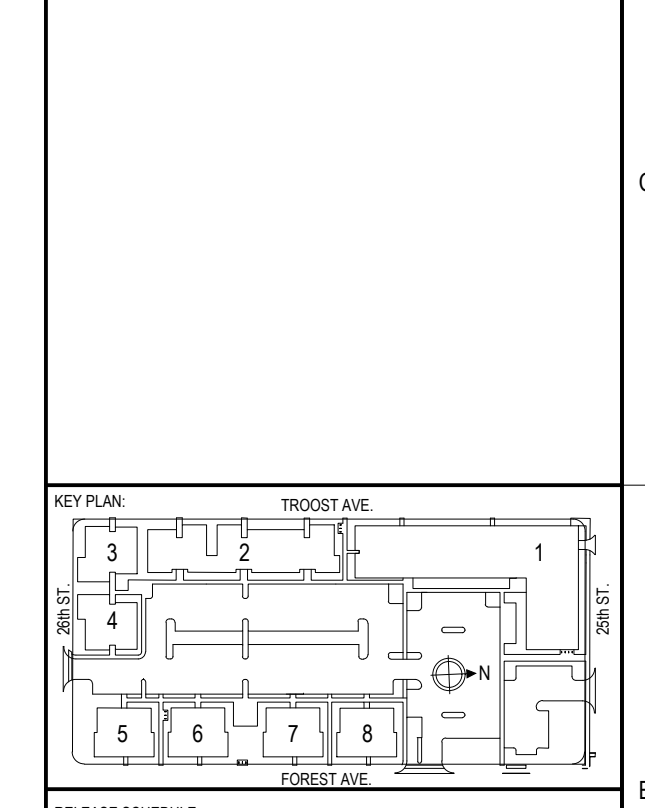 KEY PLAN:
TROOST AVE.
3
2
1
26th ST.
4
25th ST.
N
5
6
7
8
FOREST AVE.